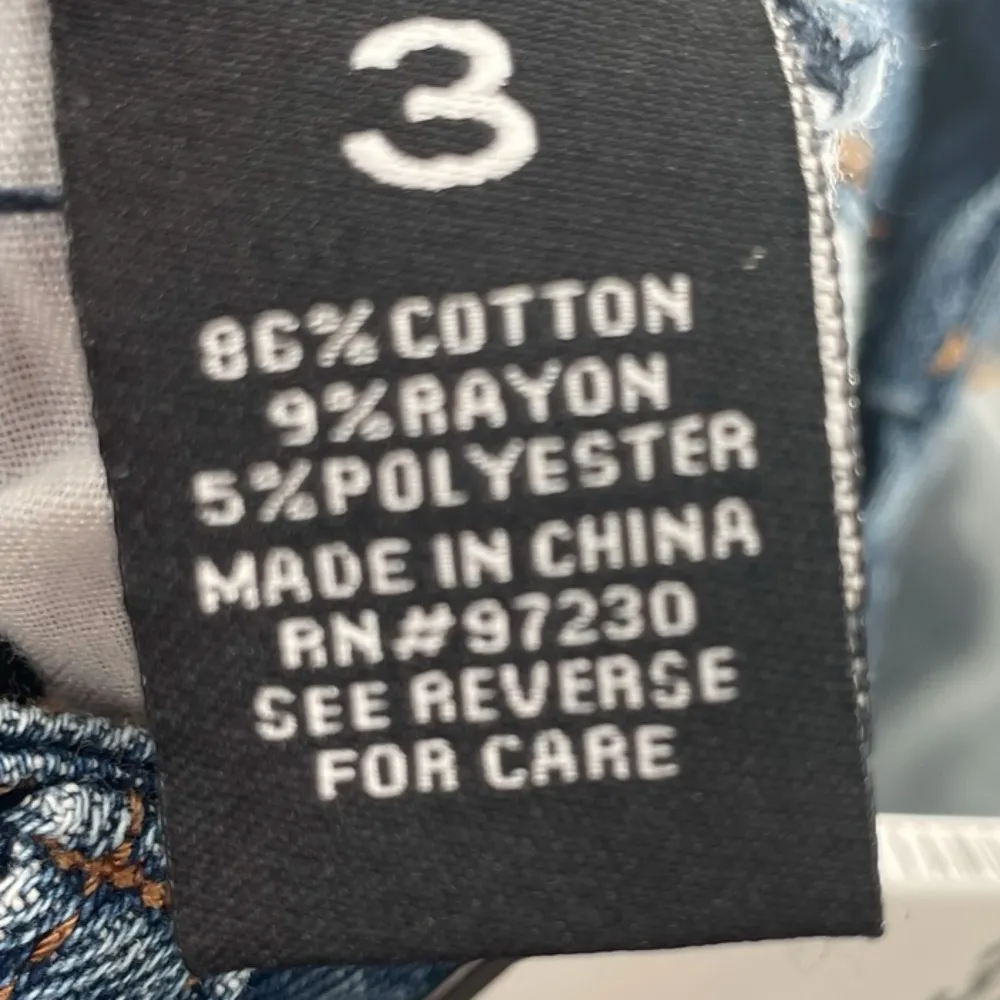 3
86% COTTON
9% RAYON
5% POLYESTER
MADE IN CHINA
RN#97230
SEE REVERSE
FOR CARE